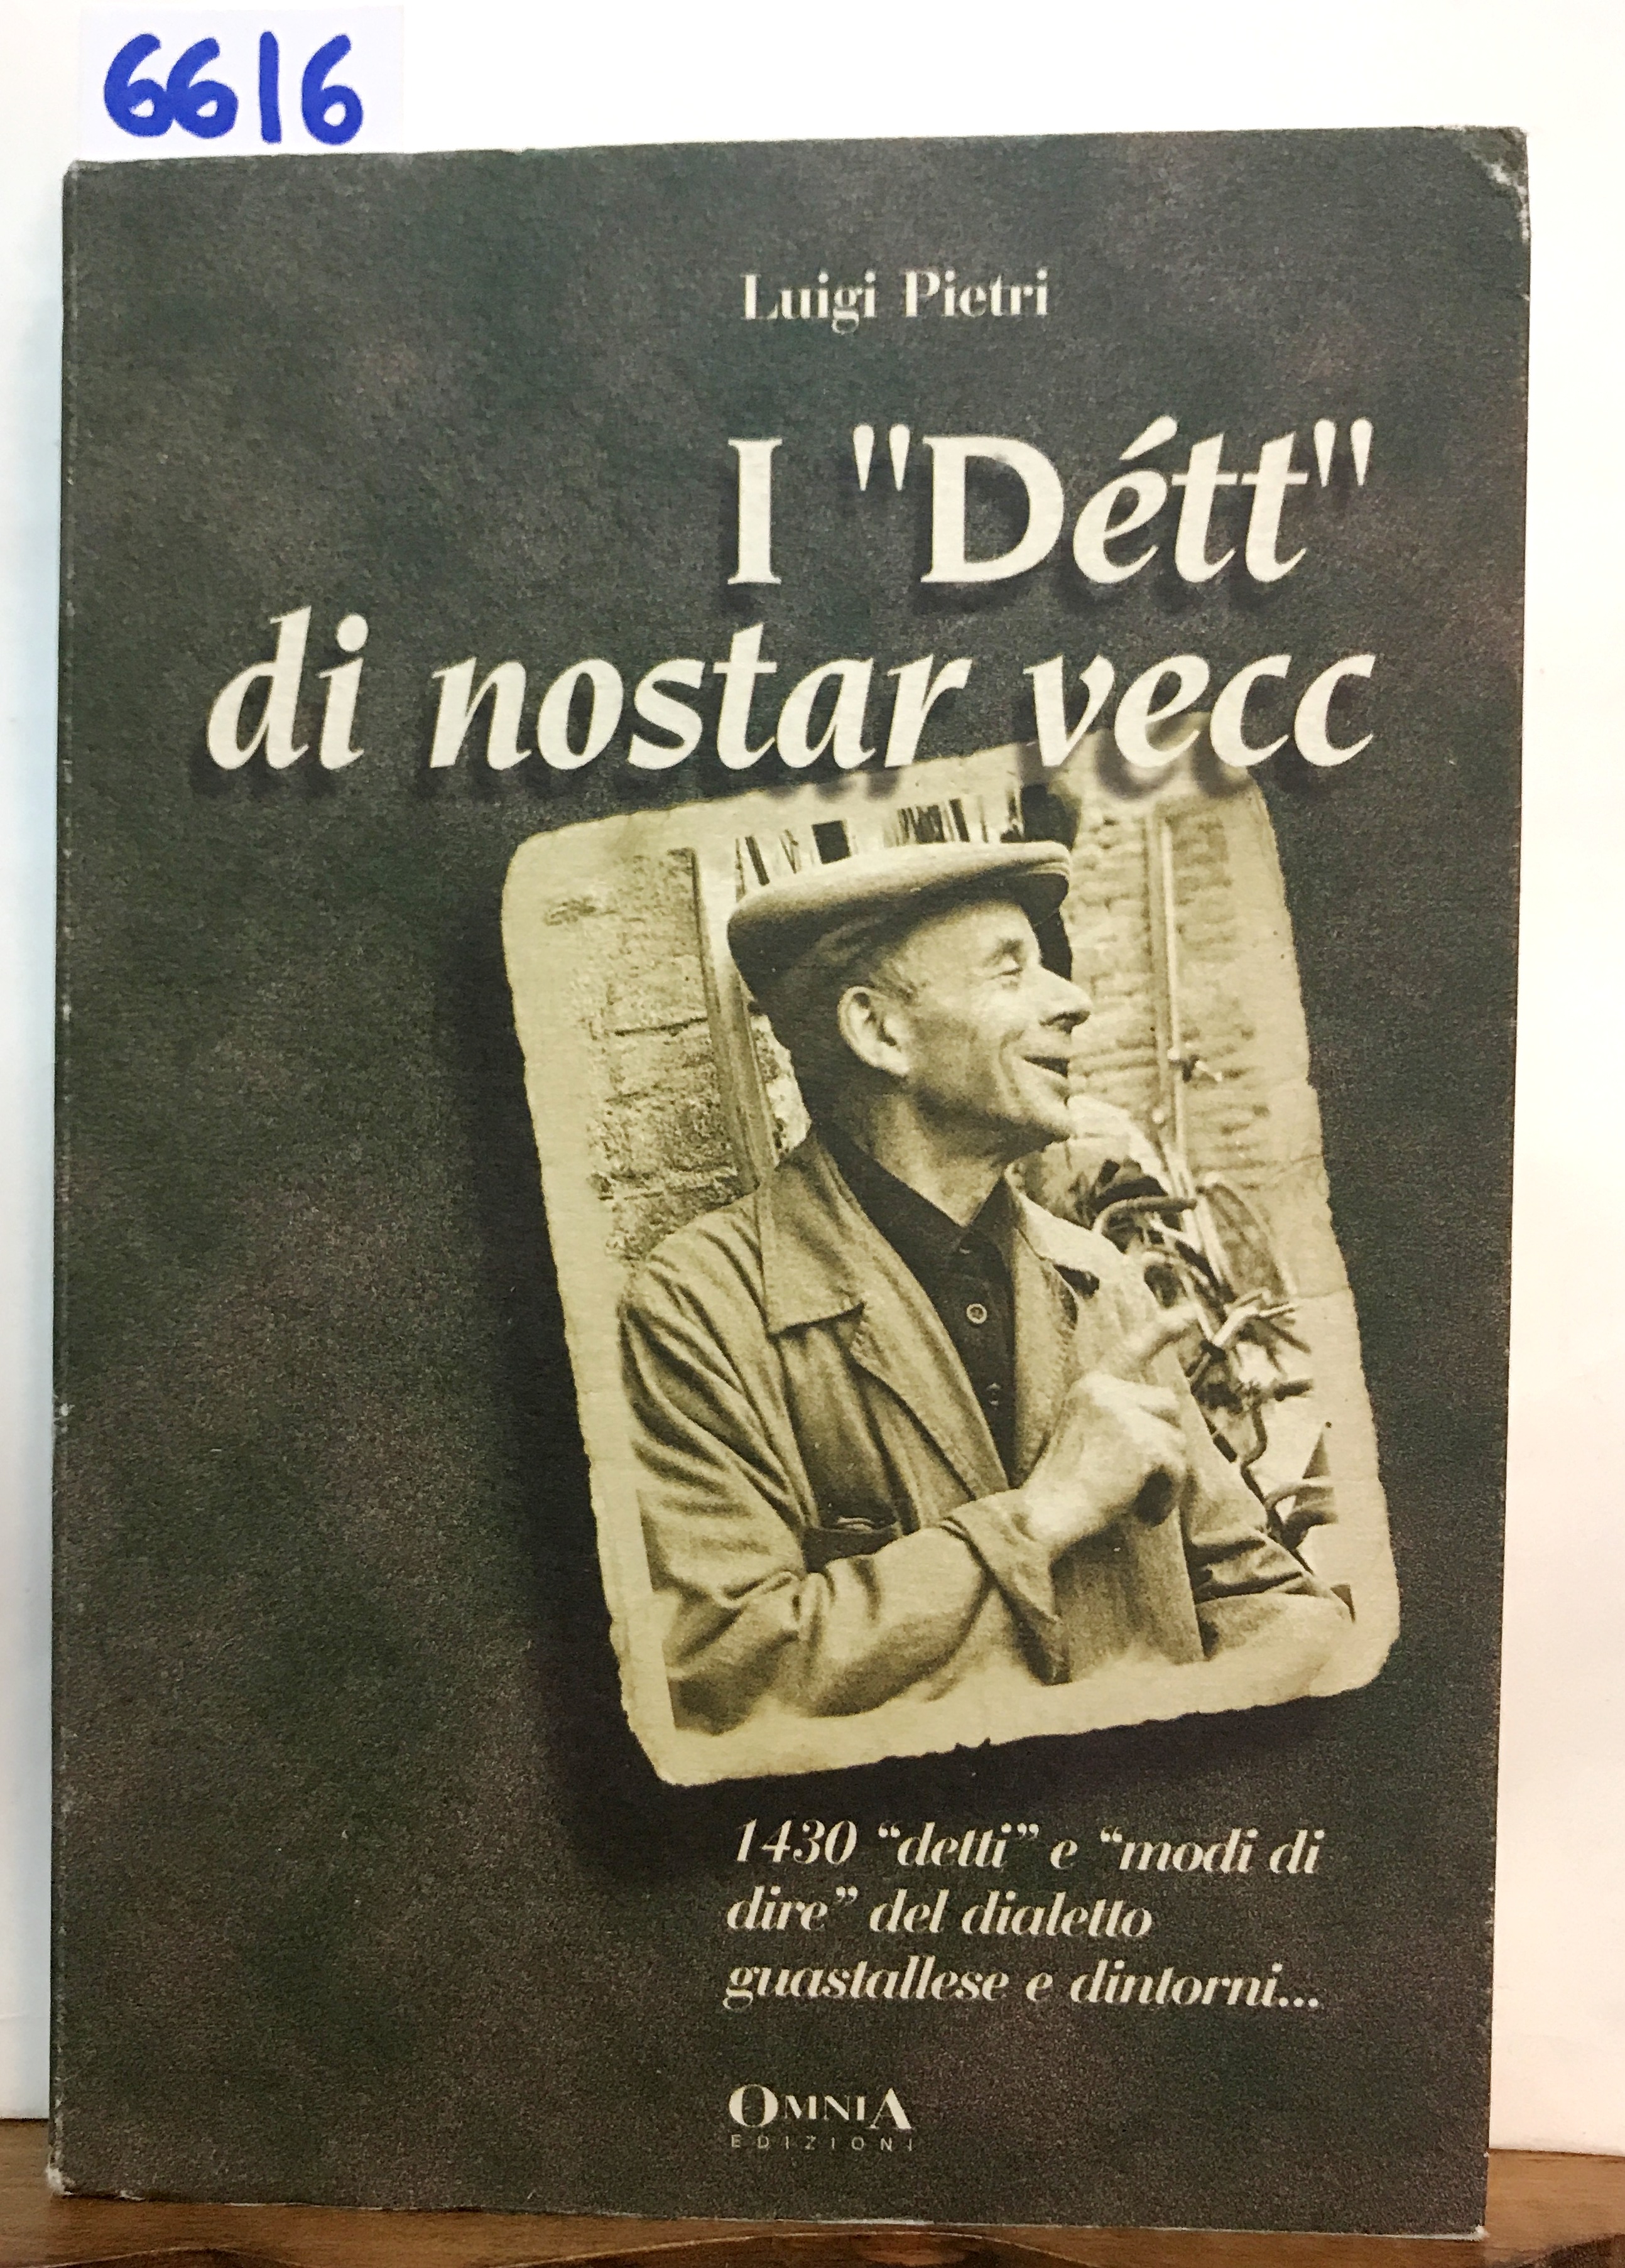 6616
Luigi Pietri
I "Détt"
di nostar vecc
1430 “detti” e “modi di
dire” del dialetto
guastallese e dintorni...
OMNIA
EDIZIONI